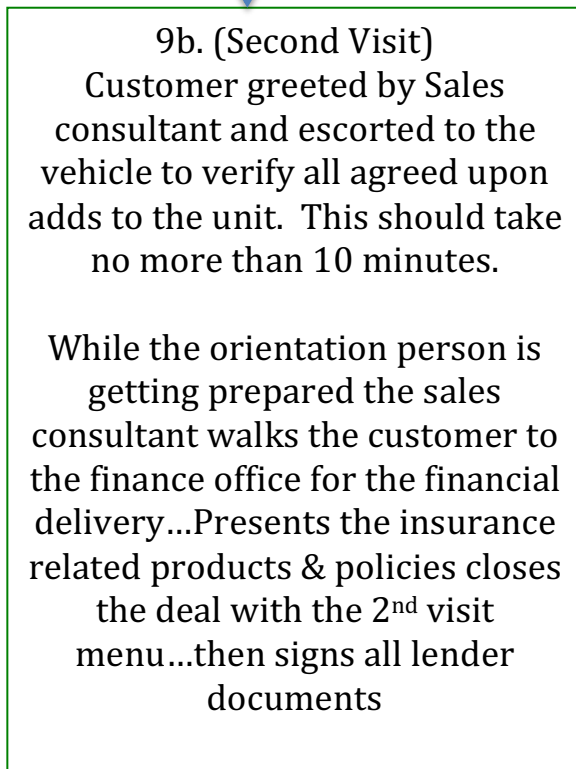 9b. (Second Visit)
Customer greeted by Sales
consultant and escorted to the
vehicle to verify all agreed upon
adds to the unit.  This should take
no more than 10 minutes.
While the orientation person is
getting prepared the sales
consultant walks the customer to
the finance office for the financial
delivery…Presents the insurance
related products & policies closes
the deal with the 2nd visit
menu…then signs all lender
documents